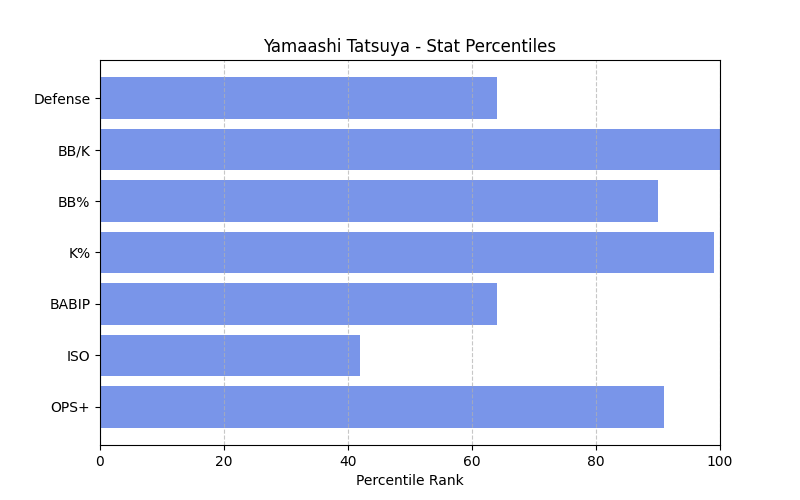 Yamaashi Tatsuya - Stat Percentiles
Defense
BB/K
BB%
K%
BABIP
ISO
OPS+
0 20 40 60 80 100
Percentile Rank